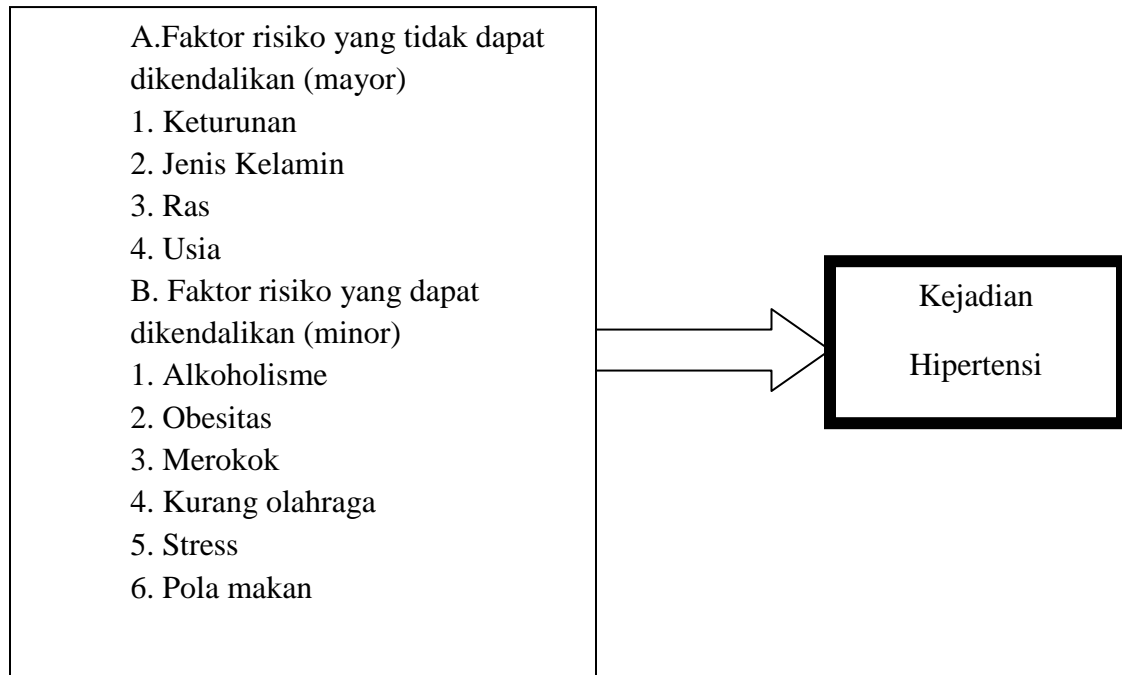 A.Faktor risiko yang tidak dapat
dikendalikan (mayor)
1. Keturunan
2. Jenis Kelamin
3. Ras
4. Usia
B. Faktor risiko yang dapat
dikendalikan (minor)
1. Alkoholisme
2. Obesitas
3. Merokok
4. Kurang olahraga
5. Stress
6. Pola makan
Kejadian
Hipertensi